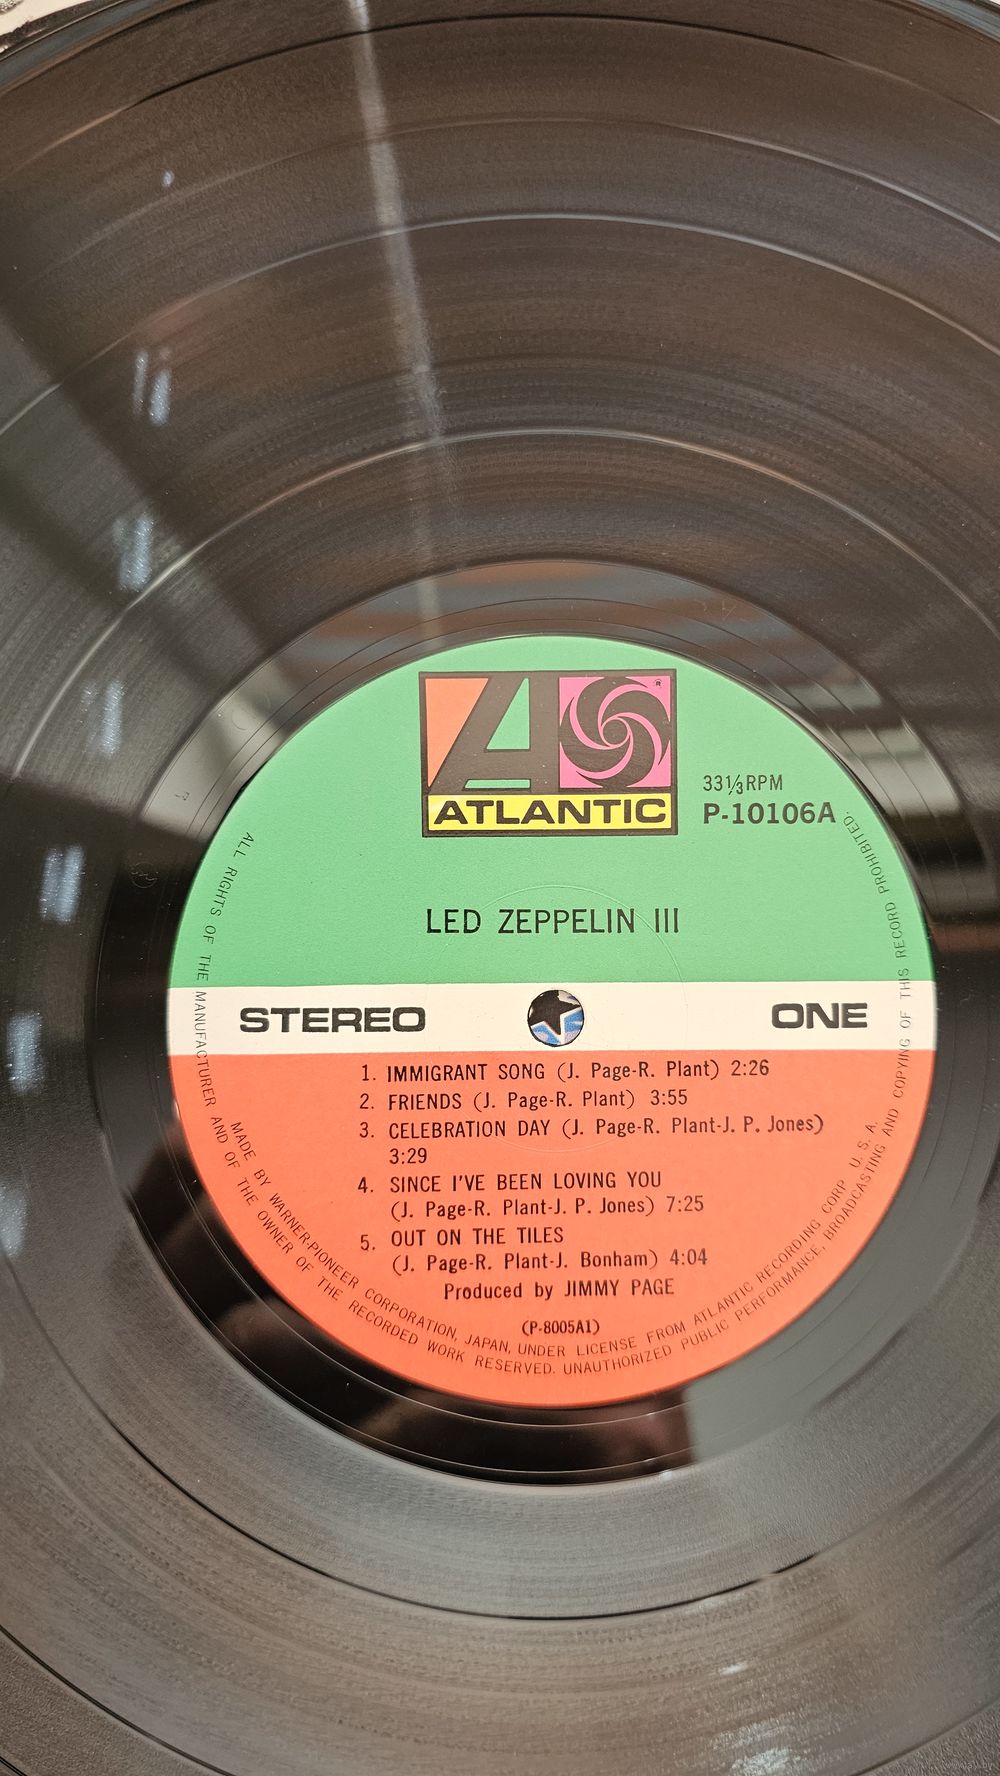 ATLANTIC
®
33⅓RPM
P-10106A
LED ZEPPELIN III
STEREO
ONE
1. IMMIGRANT SONG (J. Page-R. Plant) 2:26
2. FRIENDS (J. Page-R. Plant) 3:55
3. CELEBRATION DAY (J. Page-R. Plant-J. P. Jones)
3:29
4. SINCE I'VE BEEN LOVING YOU
(J. Page-R. Plant-J. P. Jones) 7:25
5. OUT ON THE TILES
(J. Page-R. Plant-J. Bonham) 4:04
Produced by JIMMY PAGE
(P-8005A1)
MADE BY WARNER-PIONEER CORPORATION, JAPAN, UNDER LICENSE FROM ATLANTIC RECORDING CORP. U. S. A.
ALL RIGHTS OF THE MANUFACTURER AND OF THE OWNER OF THE RECORDED WORK RESERVED. UNAUTHORIZED PUBLIC PERFORMANCE, BROADCASTING AND COPYING OF THIS RECORD PROHIBITED.